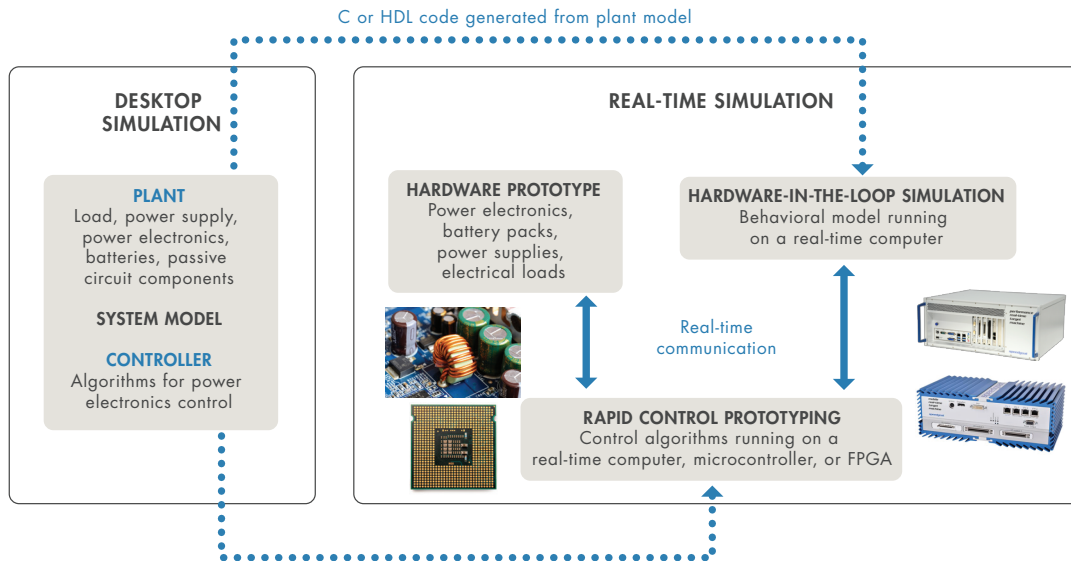 C or HDL code generated from plant model
DESKTOP
SIMULATION
PLANT
Load, power supply,
power electronics,
batteries, passive
circuit components
SYSTEM MODEL
CONTROLLER
Algorithms for power
electronics control
REAL-TIME SIMULATION
HARDWARE PROTOTYPE
Power electronics,
battery packs,
power supplies,
electrical loads
HARDWARE-IN-THE-LOOP SIMULATION
Behavioral model running
on a real-time computer
Real-time
communication
RAPID CONTROL PROTOTYPING
Control algorithms running on a
real-time computer, microcontroller, or FPGA